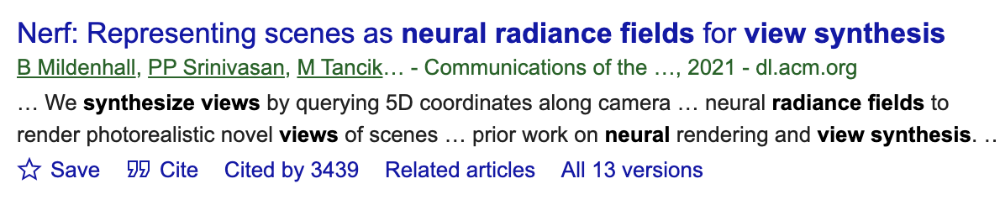 Nerf: Representing scenes as neural radiance fields for view synthesis
B Mildenhall, PP Srinivasan, M Tancik… - Communications of the …, 2021 - dl.acm.org
… We synthesize views by querying 5D coordinates along camera … neural radiance fields to
render photorealistic novel views of scenes … prior work on neural rendering and view synthesis. ..
Save Cite Cited by 3439 Related articles All 13 versions